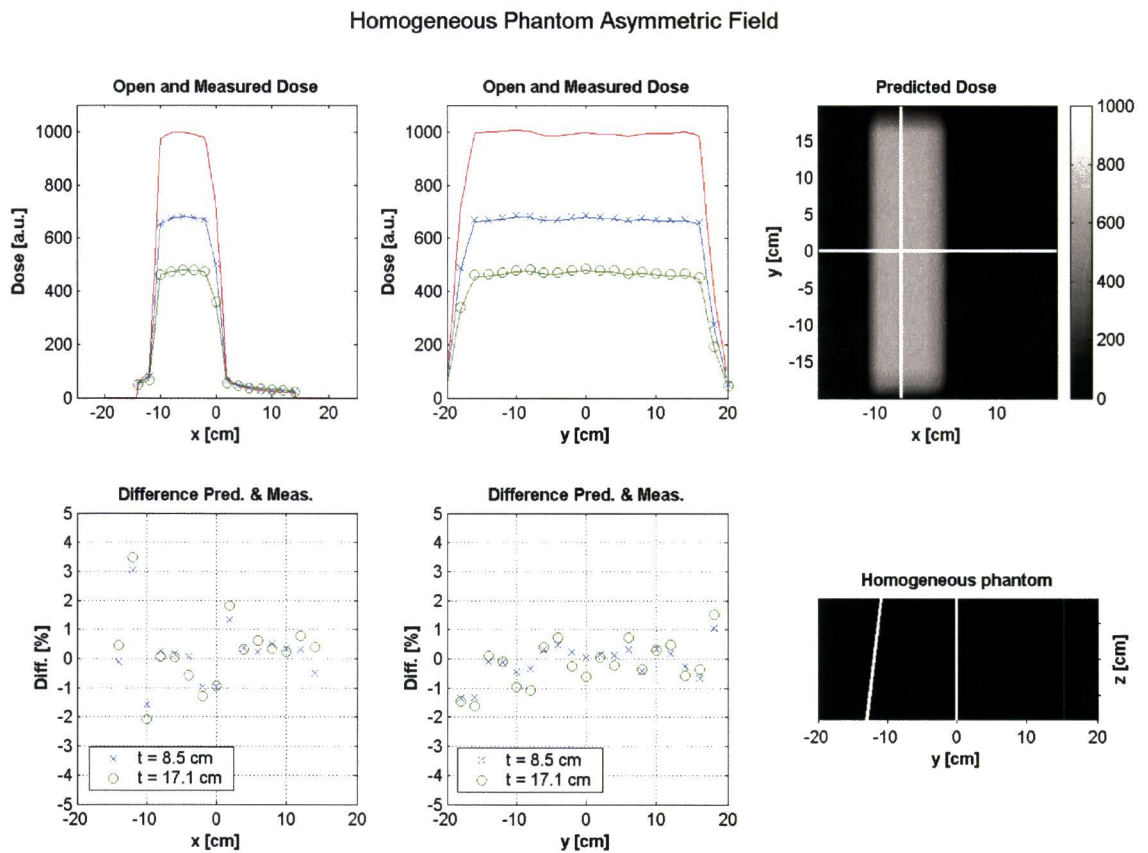 Homogeneous Phantom Asymmetric Field
Open and Measured Dose
Dose [a.u.]
1000
800
600
400
200
0
-20 -10 0 10 20
x [cm]
Open and Measured Dose
Dose [a.u.]
1000
800
600
400
200
0
-20 -10 0 10 20
y [cm]
Predicted Dose
y [cm]
15
10
5
0
-5
-10
-15
-10 0 10
x [cm]
1000
800
600
400
200
0
Difference Pred. & Meas.
Diff. [%]
5
4
3
2
1
0
-1
-2
-3
-4
-5
t = 8.5 cm
t = 17.1 cm
-20 -10 0 10 20
x [cm]
Difference Pred. & Meas.
Diff. [%]
5
4
3
2
1
0
-1
-2
-3
-4
-5
t = 8.5 cm
t = 17.1 cm
-20 -10 0 10 20
y [cm]
Homogeneous phantom
z [cm]
-20 -10 0 10 20
y [cm]